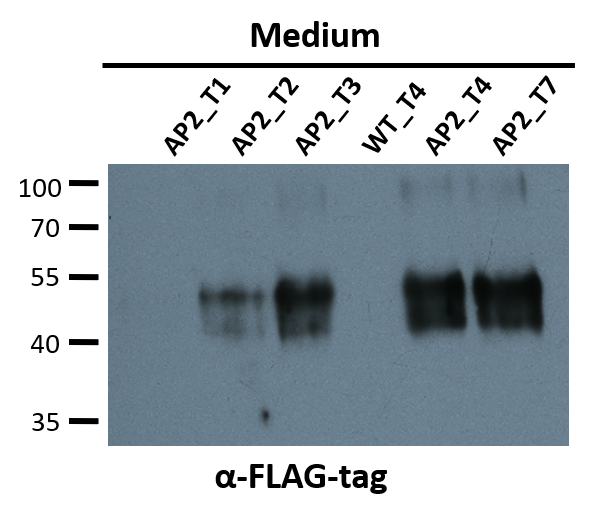 Medium
AP2_T1
AP2_T2
AP2_T3
WT_T4
AP2_T4
AP2_T7
100
70
55
40
35
α-FLAG-tag